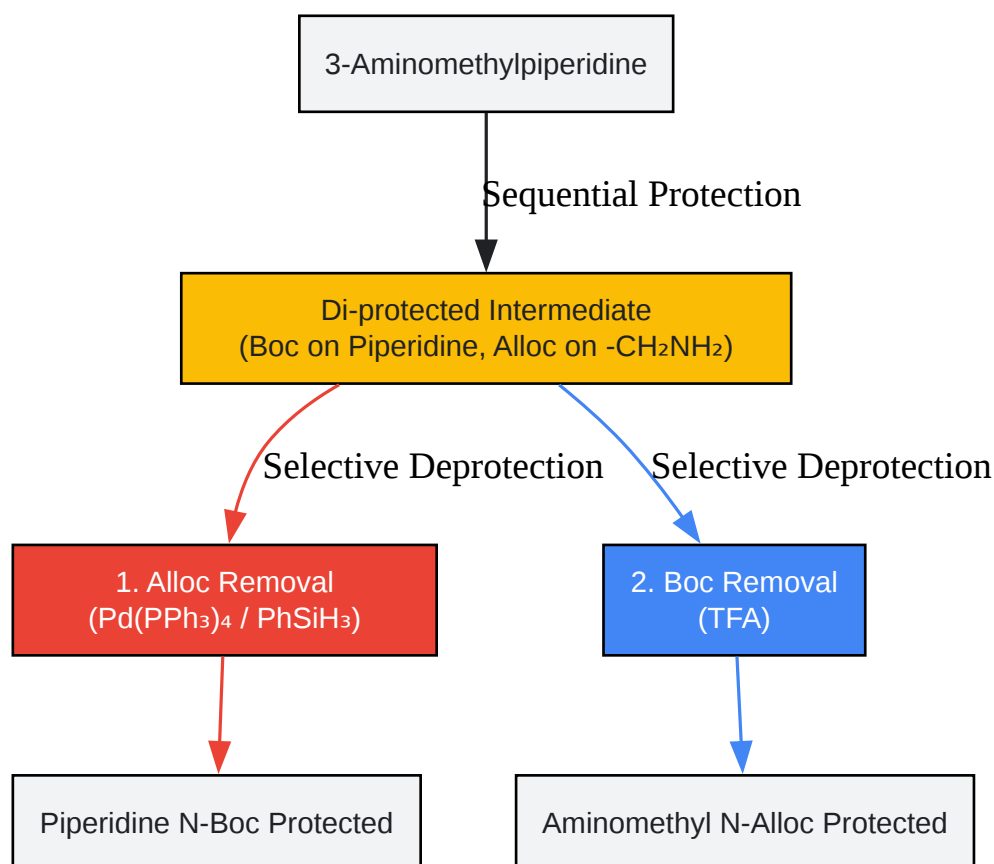 3-Aminomethylpiperidine
Sequential Protection
Di-protected Intermediate
(Boc on Piperidine, Alloc on -CH₂NH₂)
Selective Deprotection
Selective Deprotection
1. Alloc Removal
(Pd(PPh₃)₄ / PhSiH₃)
2. Boc Removal
(TFA)
Piperidine N-Boc Protected
Aminomethyl N-Alloc Protected